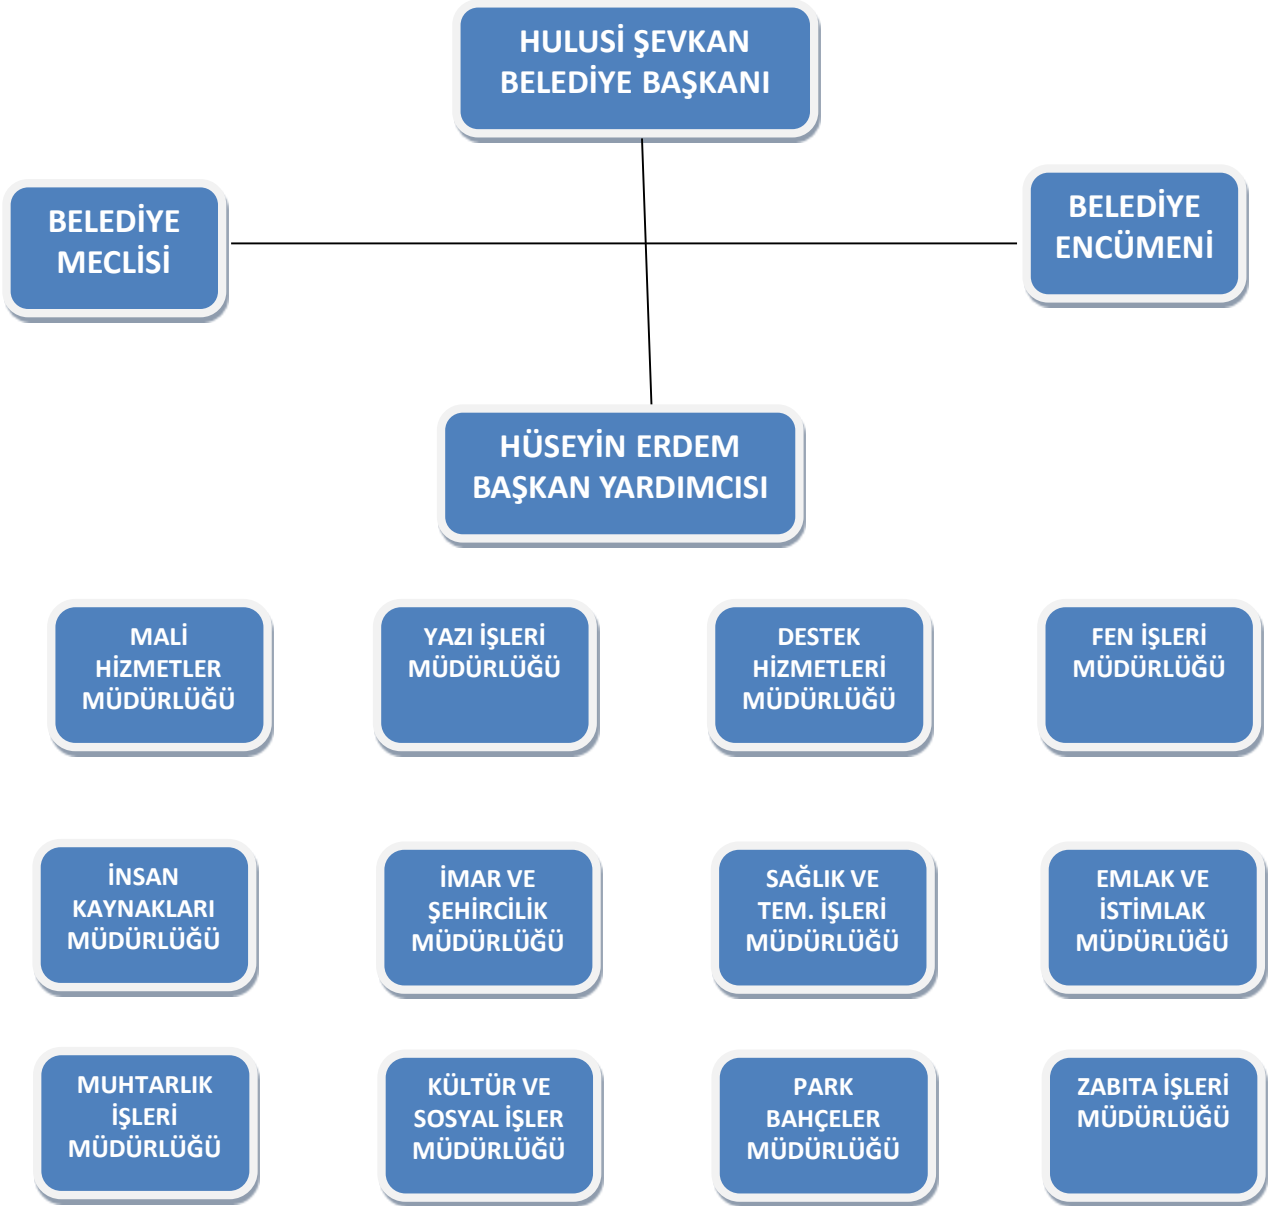 HULUSİ ŞEVKAN
BELEDİYE BAŞKANI
BELEDİYE
MECLİSİ
BELEDİYE
ENCÜMENİ
HÜSEYİN ERDEM
BAŞKAN YARDIMCISI
MALİ
HİZMETLER
MÜDÜRLÜĞÜ
YAZI İŞLERİ
MÜDÜRLÜĞÜ
DESTEK
HİZMETLERİ
MÜDÜRLÜĞÜ
FEN İŞLERİ
MÜDÜRLÜĞÜ
İNSAN
KAYNAKLARI
MÜDÜRLÜĞÜ
İMAR VE
ŞEHİRCİLİK
MÜDÜRLÜĞÜ
SAĞLIK VE
TEM. İŞLERİ
MÜDÜRLÜĞÜ
EMLAK VE
İSTİMLAK
MÜDÜRLÜĞÜ
MUHTARLIK
İŞLERİ
MÜDÜRLÜĞÜ
KÜLTÜR VE
SOSYAL İŞLER
MÜDÜRLÜĞÜ
PARK
BAHÇELER
MÜDÜRLÜĞÜ
ZABITA İŞLERİ
MÜDÜRLÜĞÜ